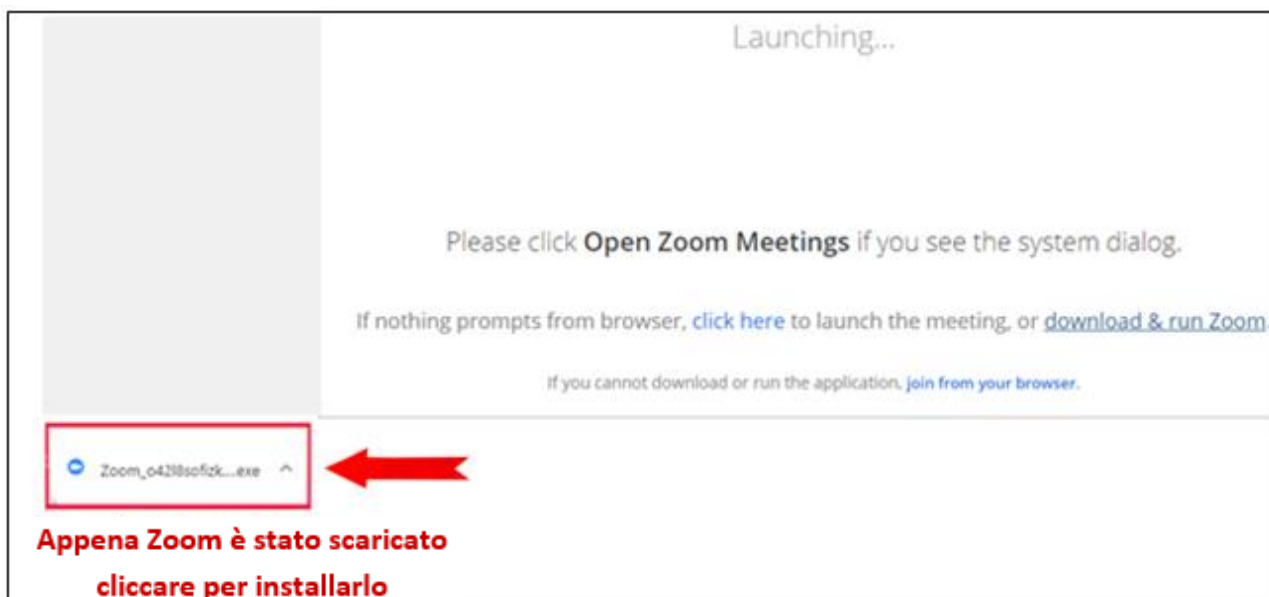 Launching...
Please click Open Zoom Meetings if you see the system dialog.
If nothing prompts from browser, click here to launch the meeting, or download & run Zoom.
If you cannot download or run the application, join from your browser.
Appena Zoom è stato scaricato
cliccare per installarlo